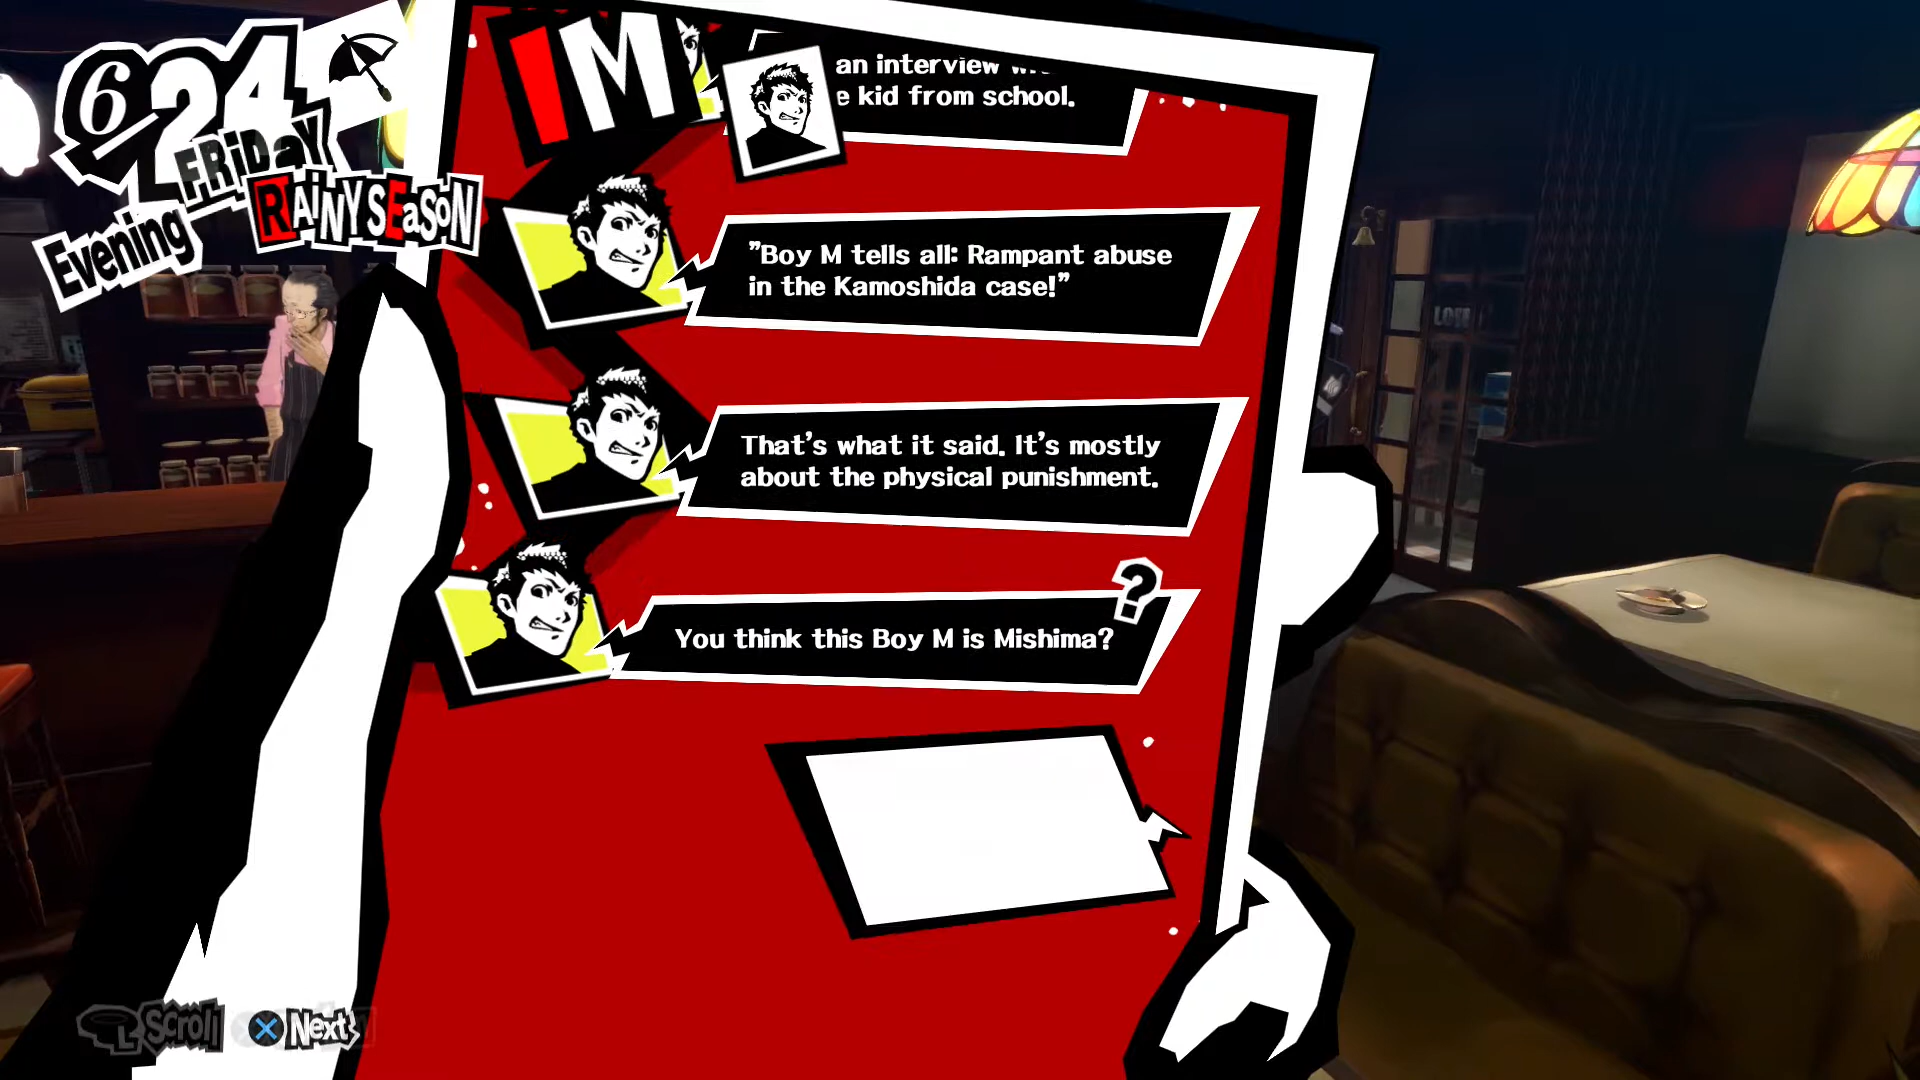 6/24
FRiDaY
RAiNY SEaSoN
Evening
IM
an interview
e kid from school.
"Boy M tells all: Rampant abuse
in the Kamoshida case!"
That's what it said. It's mostly
about the physical punishment.
?
You think this Boy M is Mishima?
L Scroll
Next